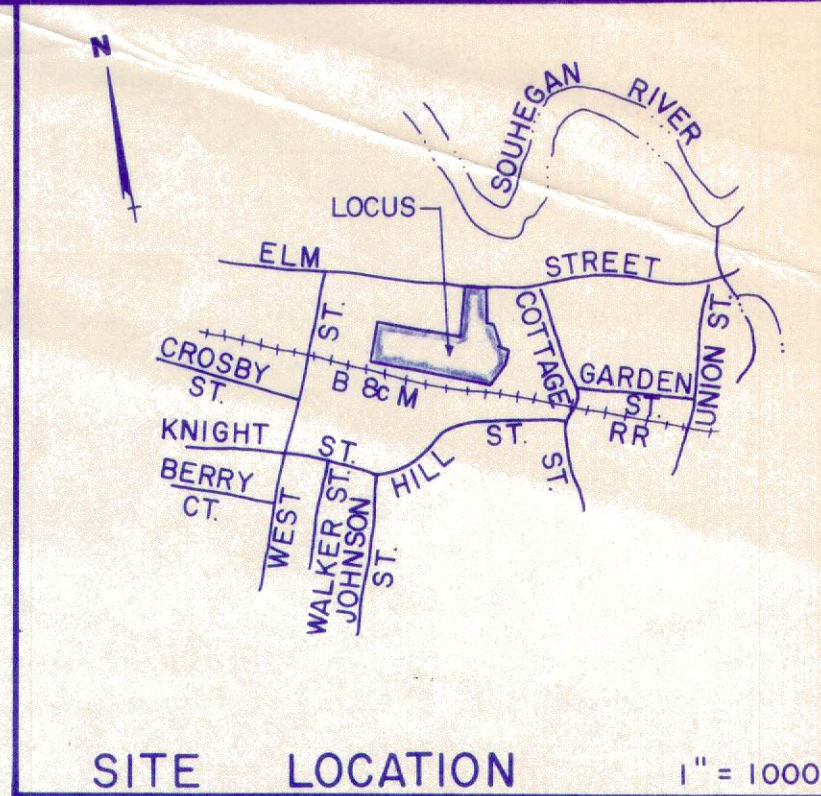 N
SOUHEGAN RIVER
LOCUS
ELM STREET
WEST ST.
COTTAGE ST.
UNION ST.
CROSBY ST.
B & M RR
GARDEN ST.
KNIGHT ST.
HILL ST.
BERRY CT.
WALKER ST.
JOHNSON ST.
SITE LOCATION
1" = 1000